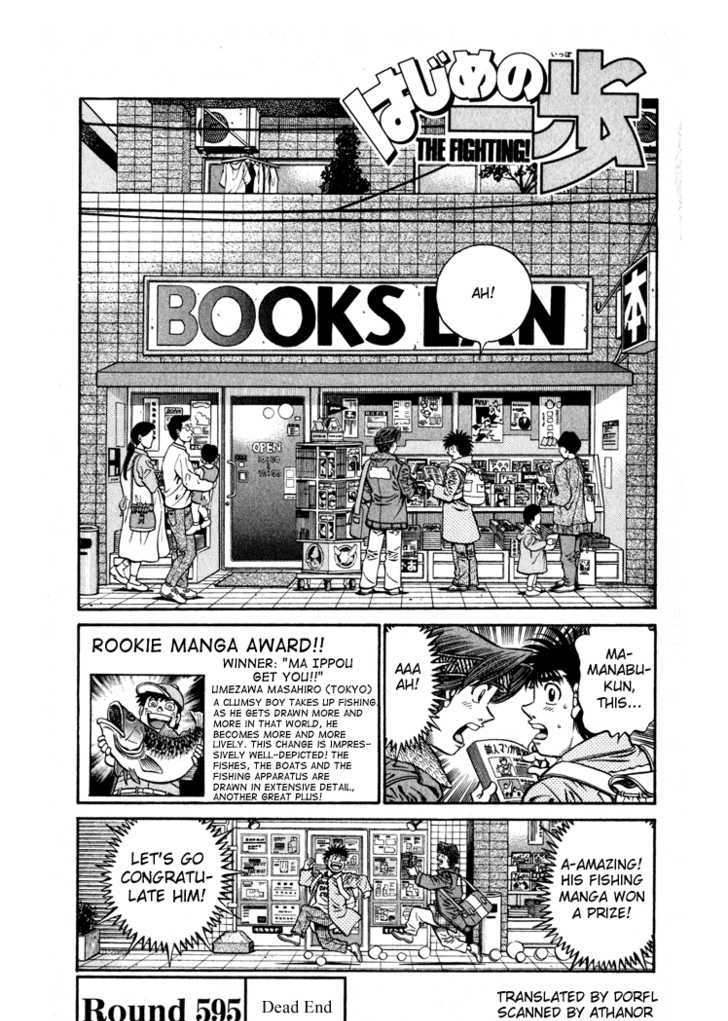 はじめの一歩
いっぽ
THE FIGHTING!
AH!
BOOKS LAN
本
OPEN
ROOKIE MANGA AWARD!!
WINNER: "MA IPPOU
GET YOU!!"
UMEZAWA MASAHIRO (TOKYO)
A CLUMSY BOY TAKES UP FISHING.
AS HE GETS DRAWN MORE AND
MORE IN THAT WORLD, HE
BECOMES MORE AND MORE
LIVELY. THIS CHANGE IS IMPRES-
SIVELY WELL-DEPICTED! THE
FISHES, THE BOATS AND THE
FISHING APPARATUS ARE
DRAWN IN EXTENSIVE DETAIL,
ANOTHER GREAT PLUS!
MA-
MANABU-
KUN,
THIS...
AAA
AH!
A-AMAZING!
HIS FISHING
MANGA WON
A PRIZE!
LET'S GO
CONGRATU-
LATE HIM!
Round 595
Dead End
TRANSLATED BY DORFL
SCANNED BY ATHANOR